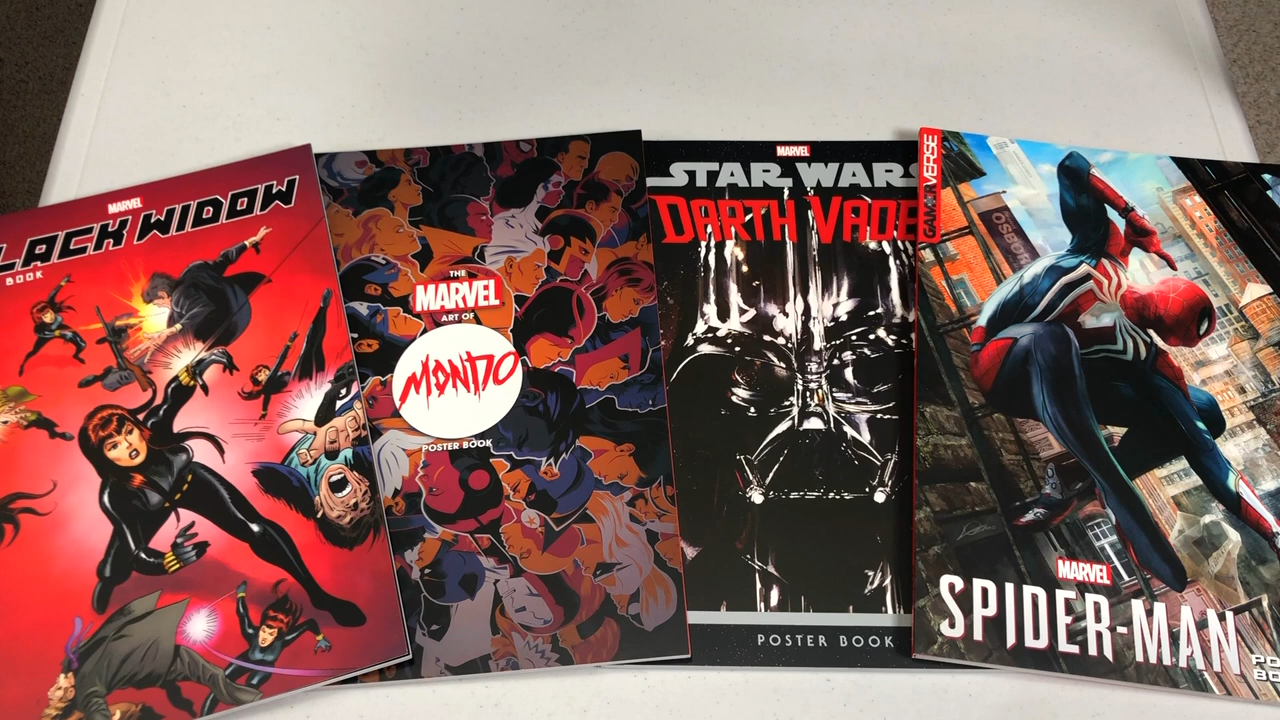 MARVEL
LACK WIDOW
BOOK
THE
MARVEL
ART OF
MONDO
POSTER BOOK
MARVEL
STAR WARS
DARTH VADE
POSTER BOOK
GAMERVERSE
OSBOR
MARVEL
SPIDER-MAN
PO
BO